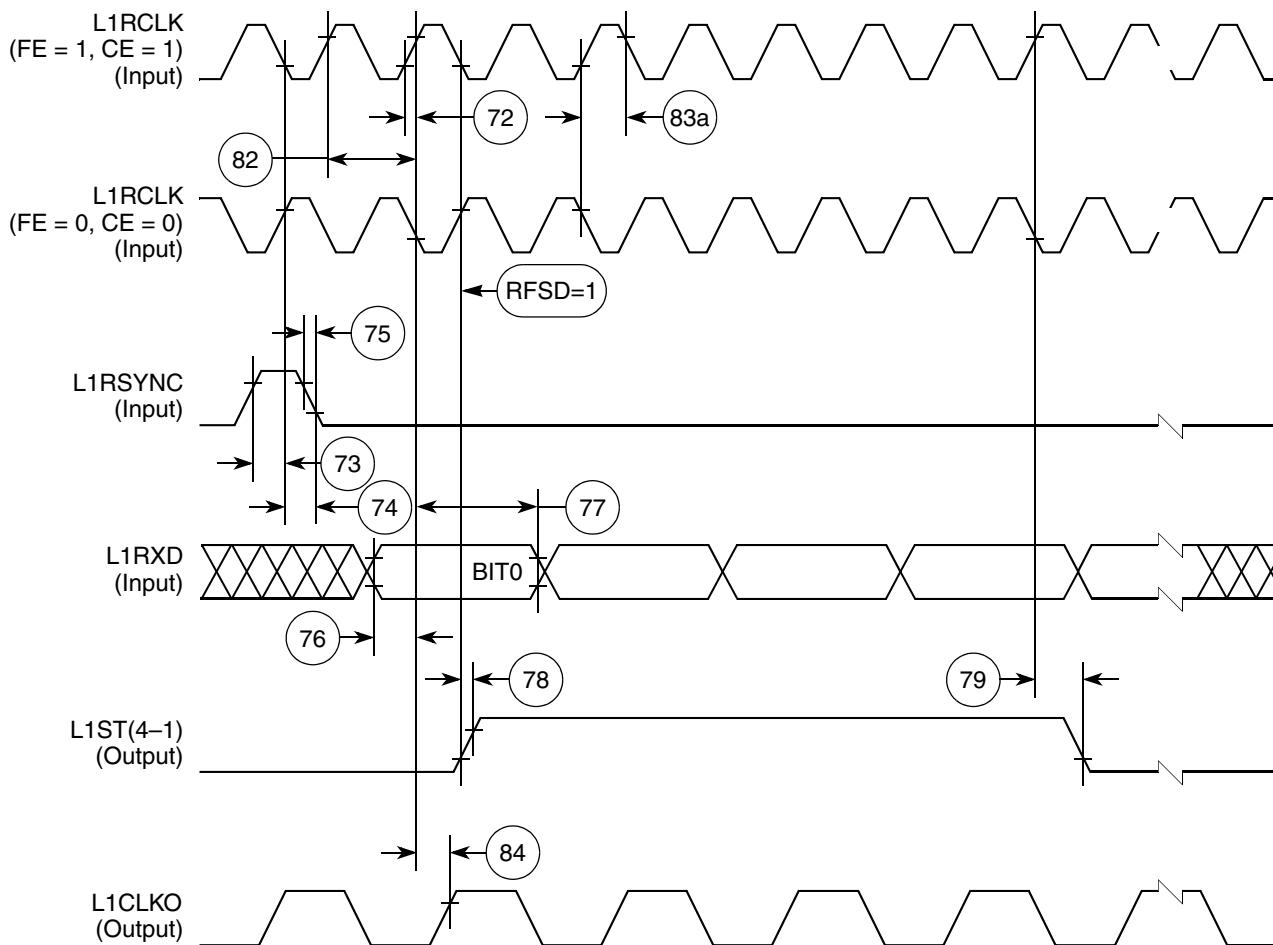 L1RCLK
(FE = 1, CE = 1)
(Input)
72
83a
82
L1RCLK
(FE = 0, CE = 0)
(Input)
RFSD=1
75
L1RSYNC
(Input)
73
74
77
L1RXD
(Input)
BIT0
76
78
79
L1ST(4–1)
(Output)
84
L1CLKO
(Output)